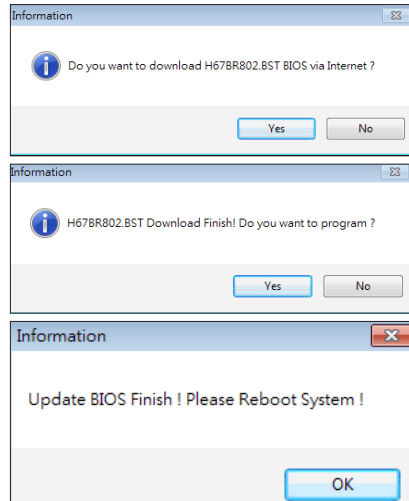 Information
Do you want to download H67BR802.BST BIOS via Internet ?
Yes No
Information
H67BR802.BST Download Finish! Do you want to program ?
Yes No
Information
Update BIOS Finish ! Please Reboot System !
OK